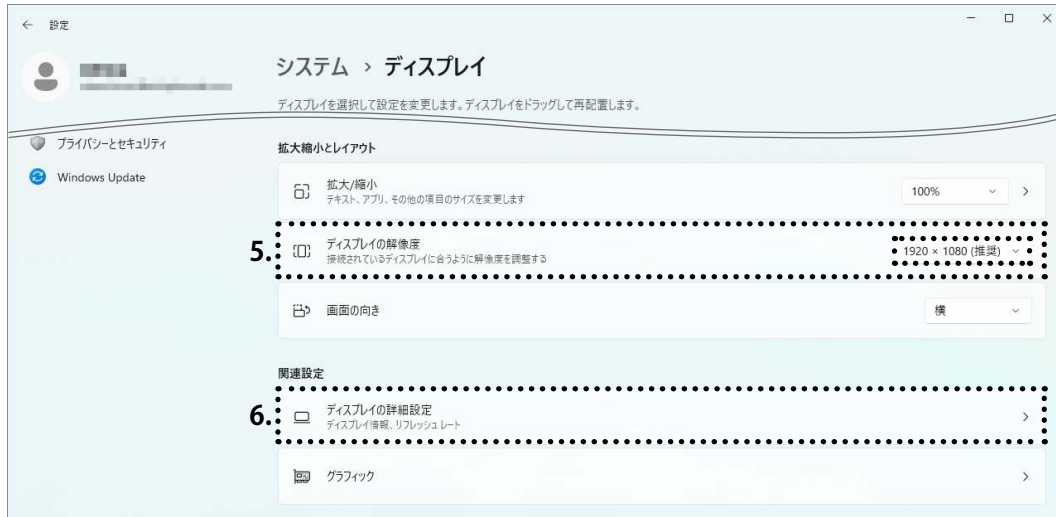 設定
システム › ディスプレイ
ディスプレイを選択して設定を変更します。ディスプレイをドラッグして再配置します。
プライバシーとセキュリティ
Windows Update
拡大縮小とレイアウト
拡大/縮小
テキスト、アプリ、その他の項目のサイズを変更します
100%
5.
ディスプレイの解像度
接続されているディスプレイに合うように解像度を調整する
1920 × 1080 (推奨)
画面の向き
横
関連設定
6.
ディスプレイの詳細設定
ディスプレイ情報、リフレッシュ レート
グラフィック